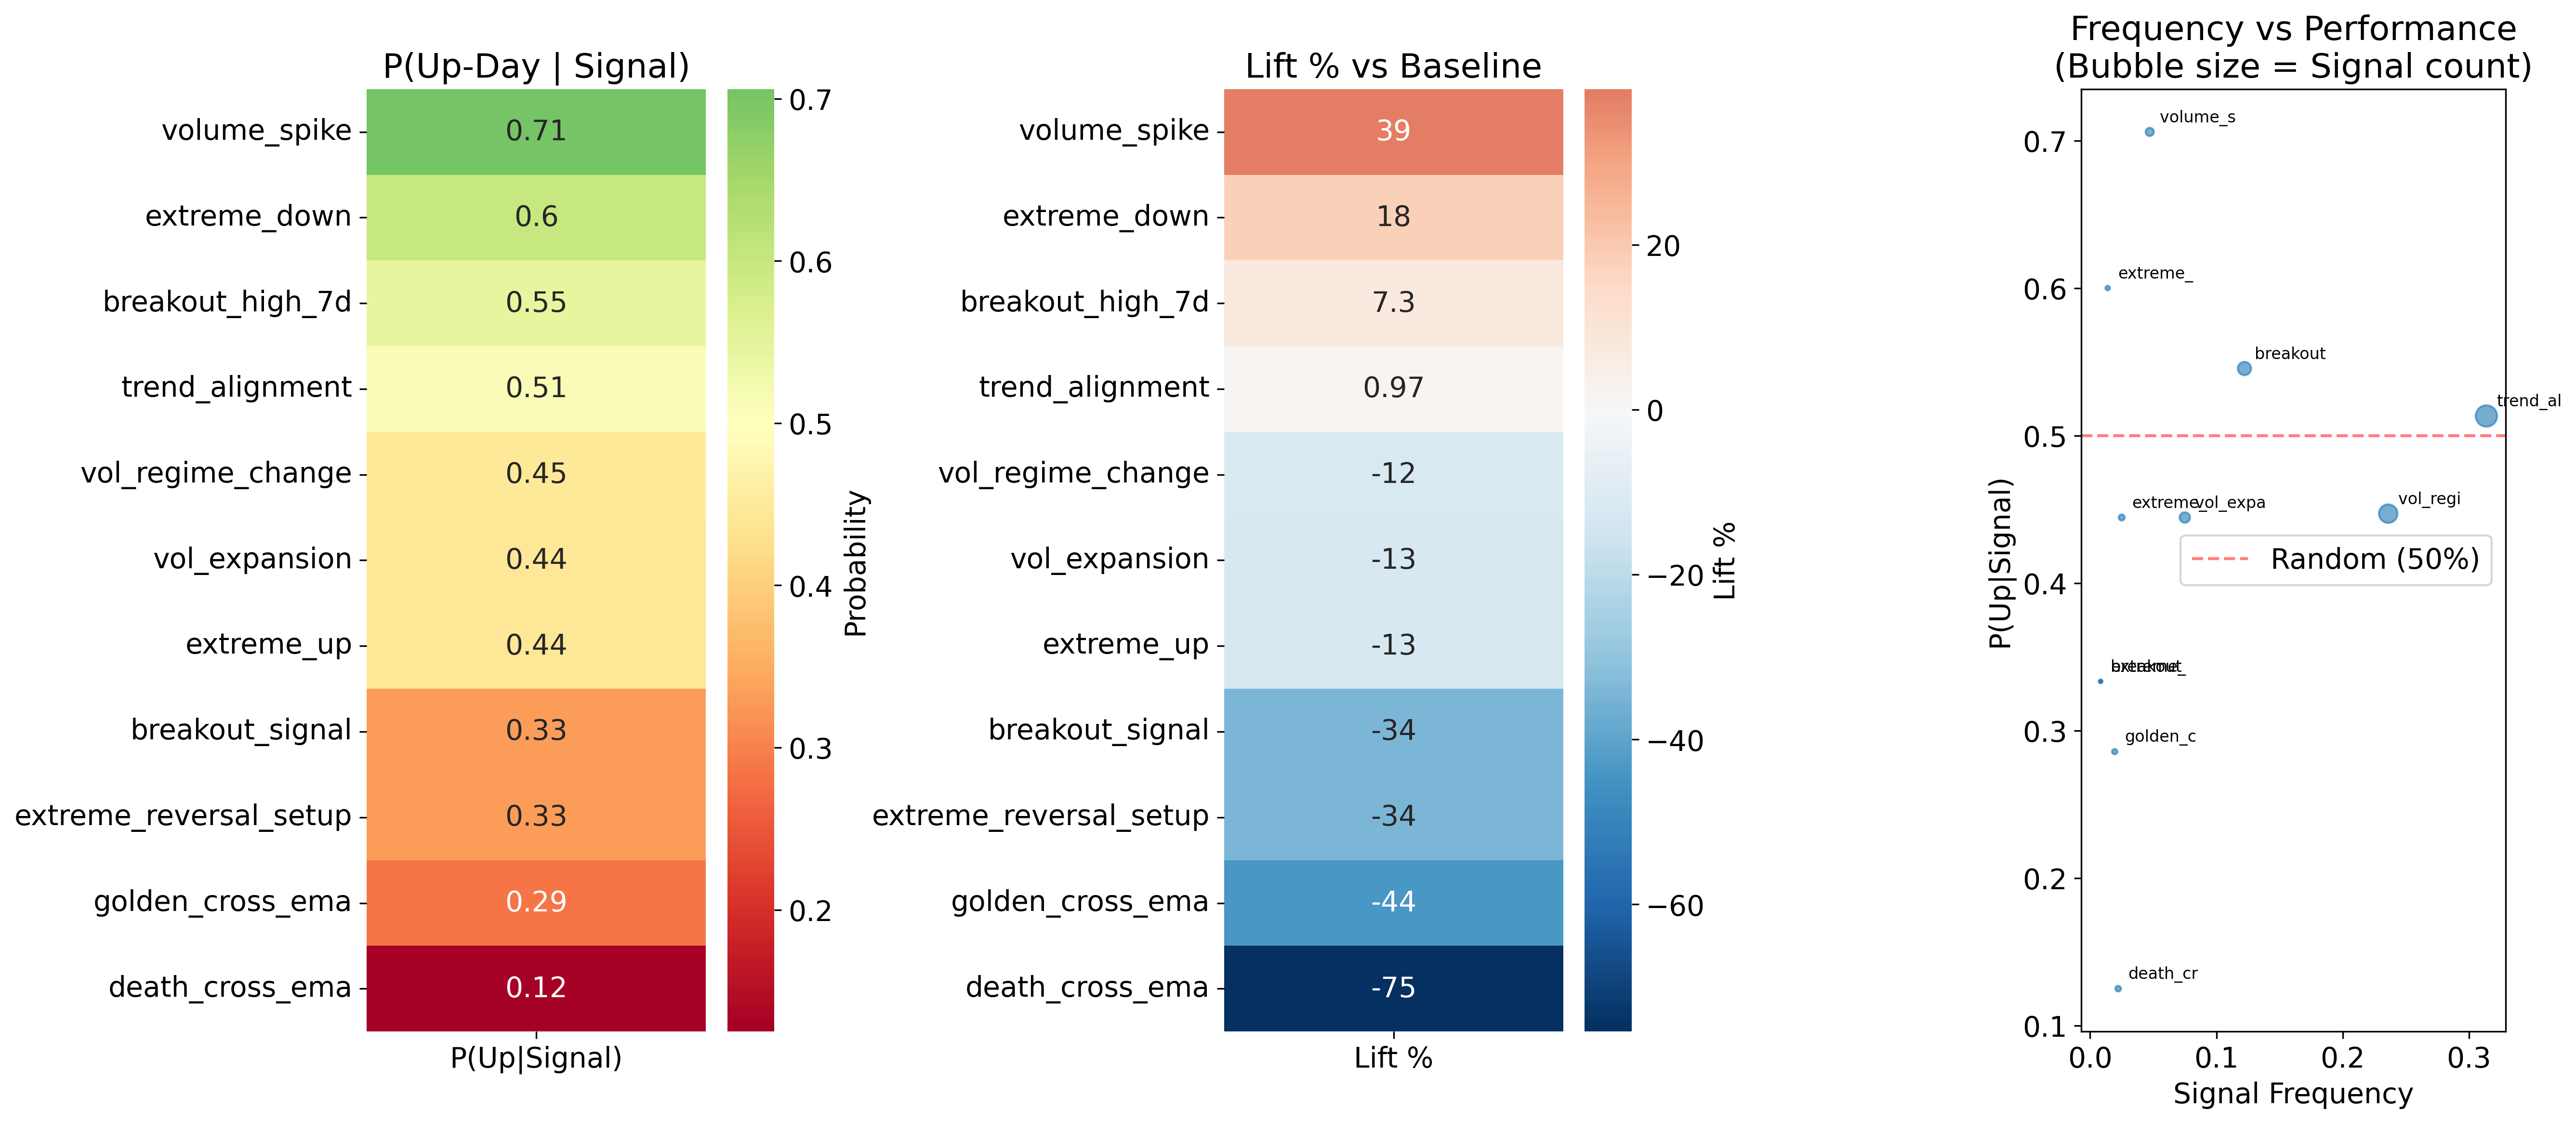 P(Up-Day | Signal)
volume_spike
extreme_down
breakout_high_7d
trend_alignment
vol_regime_change
vol_expansion
extreme_up
breakout_signal
extreme_reversal_setup
golden_cross_ema
death_cross_ema
0.71
0.6
0.55
0.51
0.45
0.44
0.44
0.33
0.33
0.29
0.12
P(Up|Signal)
0.7
0.6
0.5
0.4
0.3
0.2
Probability
Lift % vs Baseline
volume_spike
extreme_down
breakout_high_7d
trend_alignment
vol_regime_change
vol_expansion
extreme_up
breakout_signal
extreme_reversal_setup
golden_cross_ema
death_cross_ema
39
18
7.3
0.97
-12
-13
-13
-34
-34
-44
-75
Lift %
20
0
−20
−40
−60
Lift %
Frequency vs Performance
(Bubble size = Signal count)
P(Up|Signal)
0.7
0.6
0.5
0.4
0.3
0.2
0.1
volume_s
extreme_
breakout
trend_al
extreme_
vol_expa
vol_regi
Random (50%)
breakout
extreme_
golden_c
death_cr
0.0
0.1
0.2
0.3
Signal Frequency